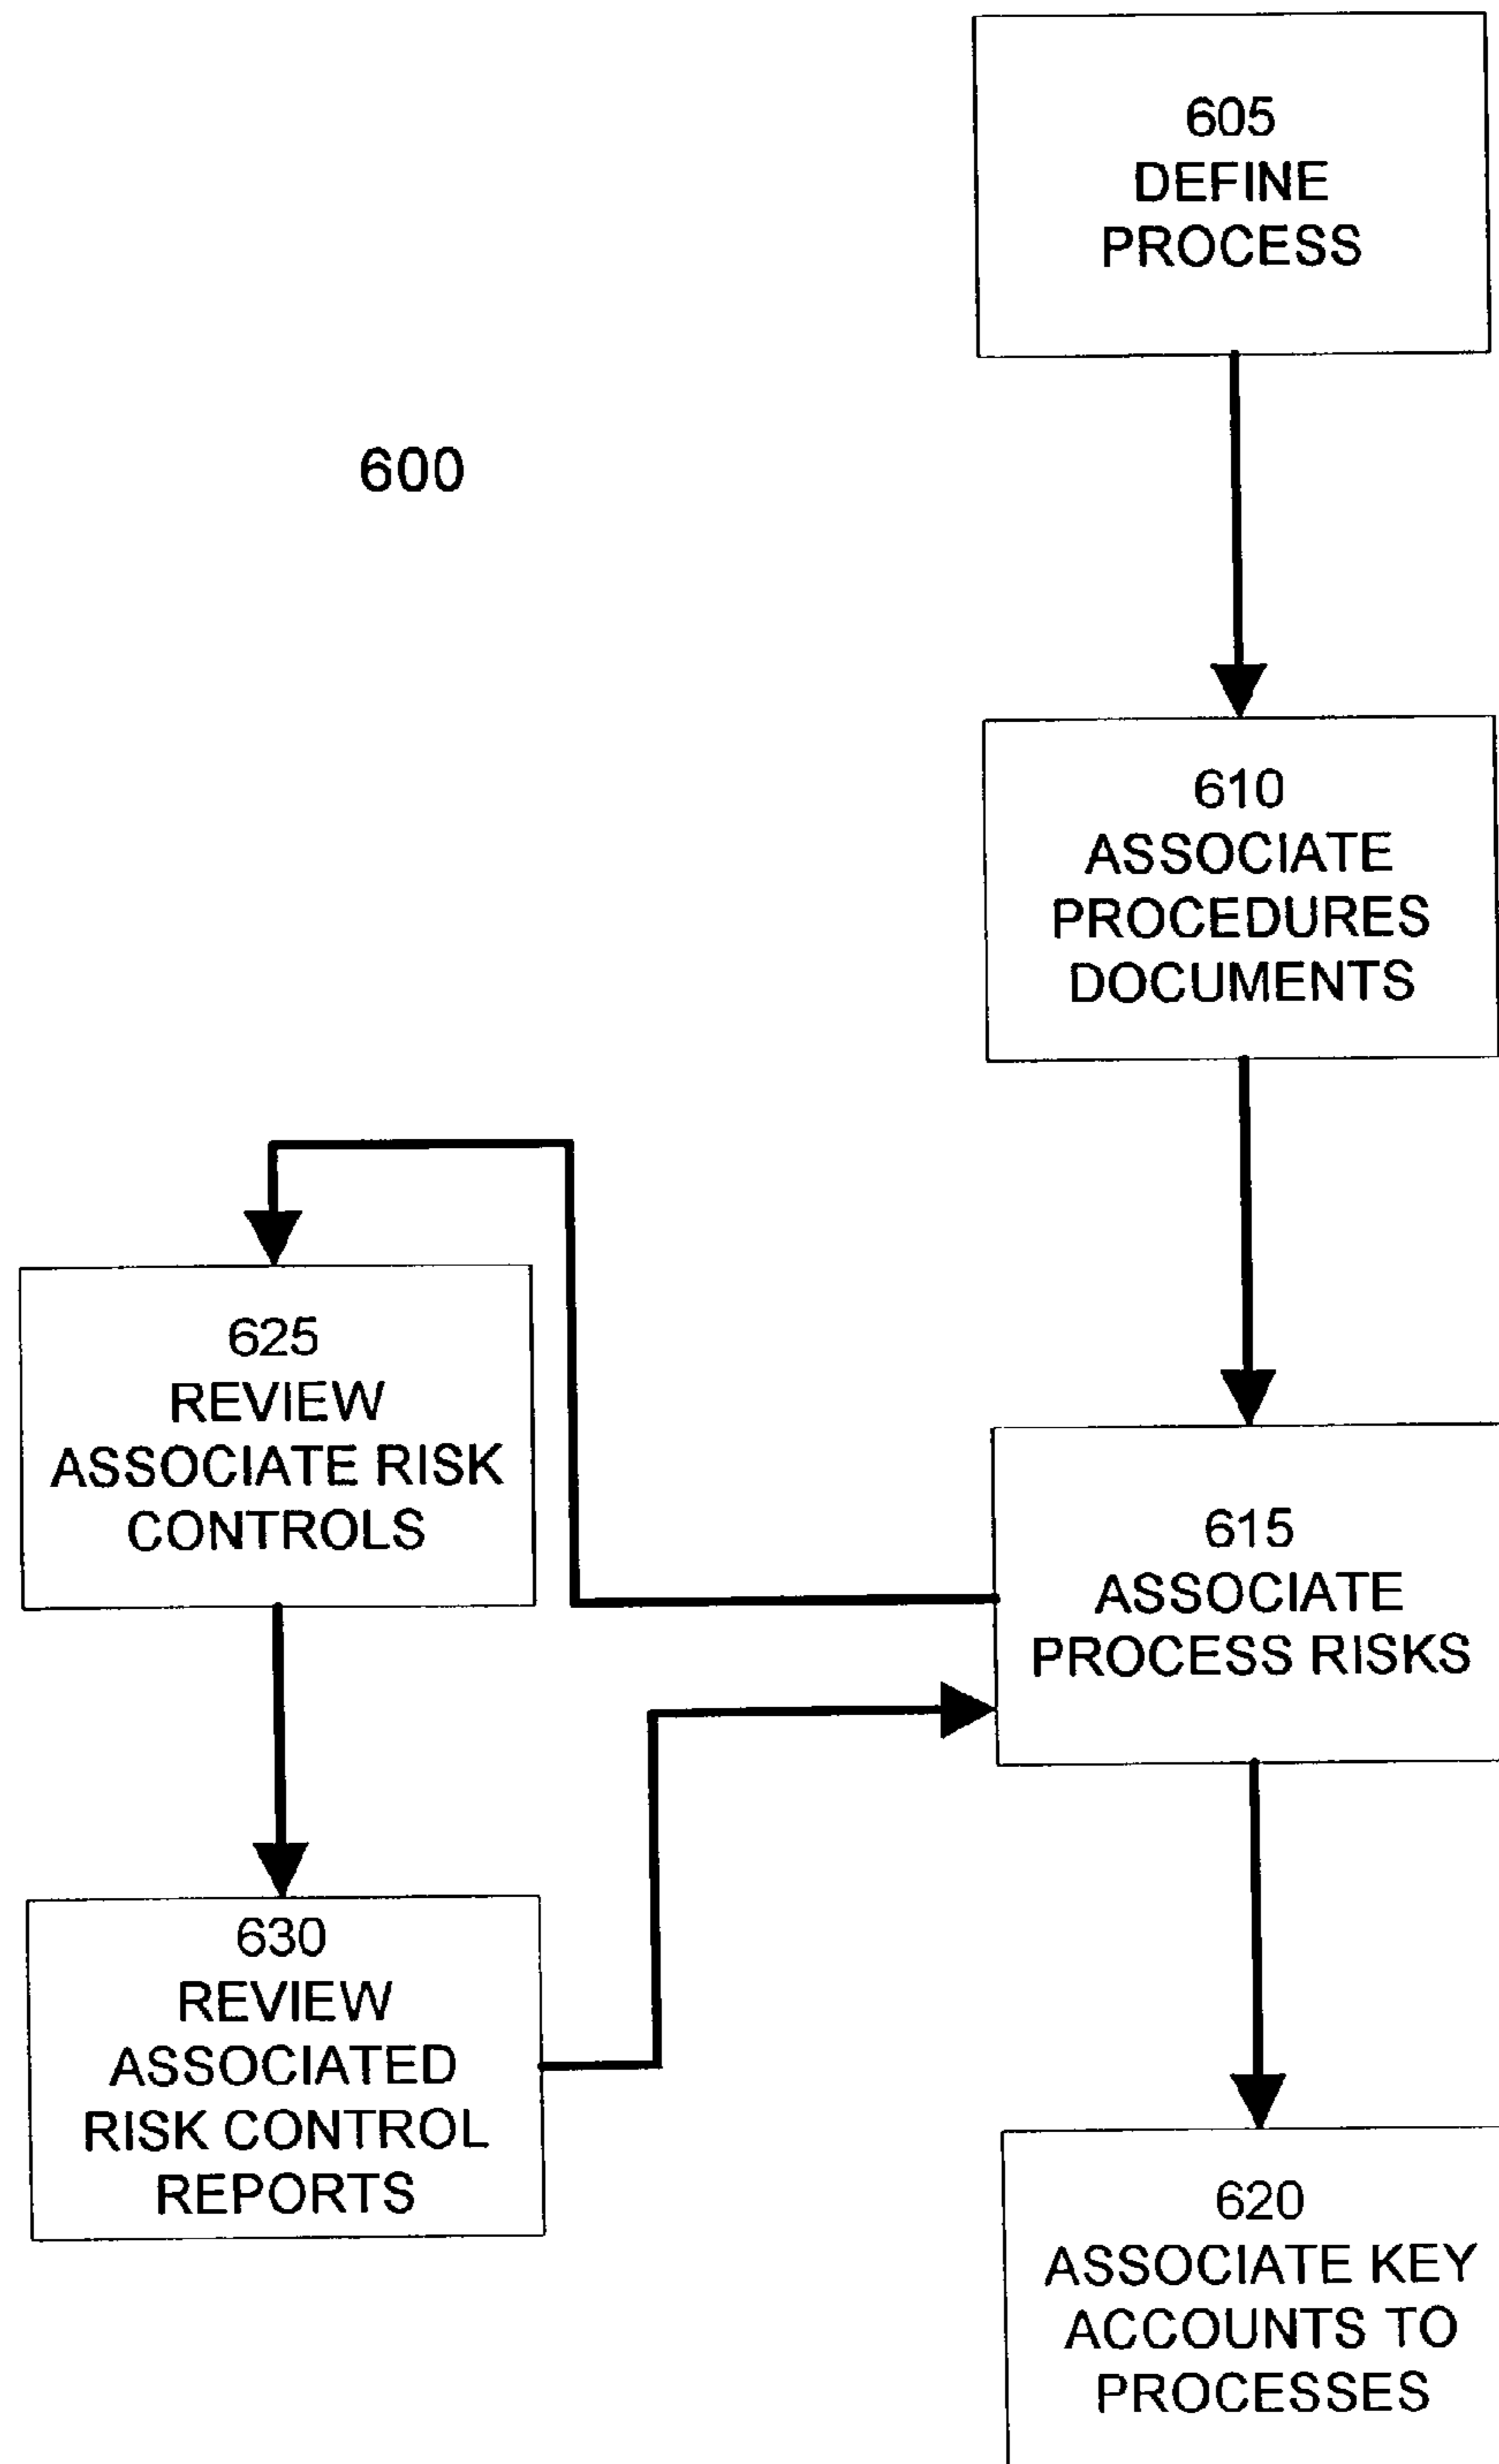 605
DEFINE
PROCESS
600
610
ASSOCIATE
PROCEDURES
DOCUMENTS
625
REVIEW
ASSOCIATE RISK
CONTROLS
615
ASSOCIATE
PROCESS RISKS
630
REVIEW
ASSOCIATED
RISK CONTROL
REPORTS
620
ASSOCIATE KEY
ACCOUNTS TO
PROCESSES